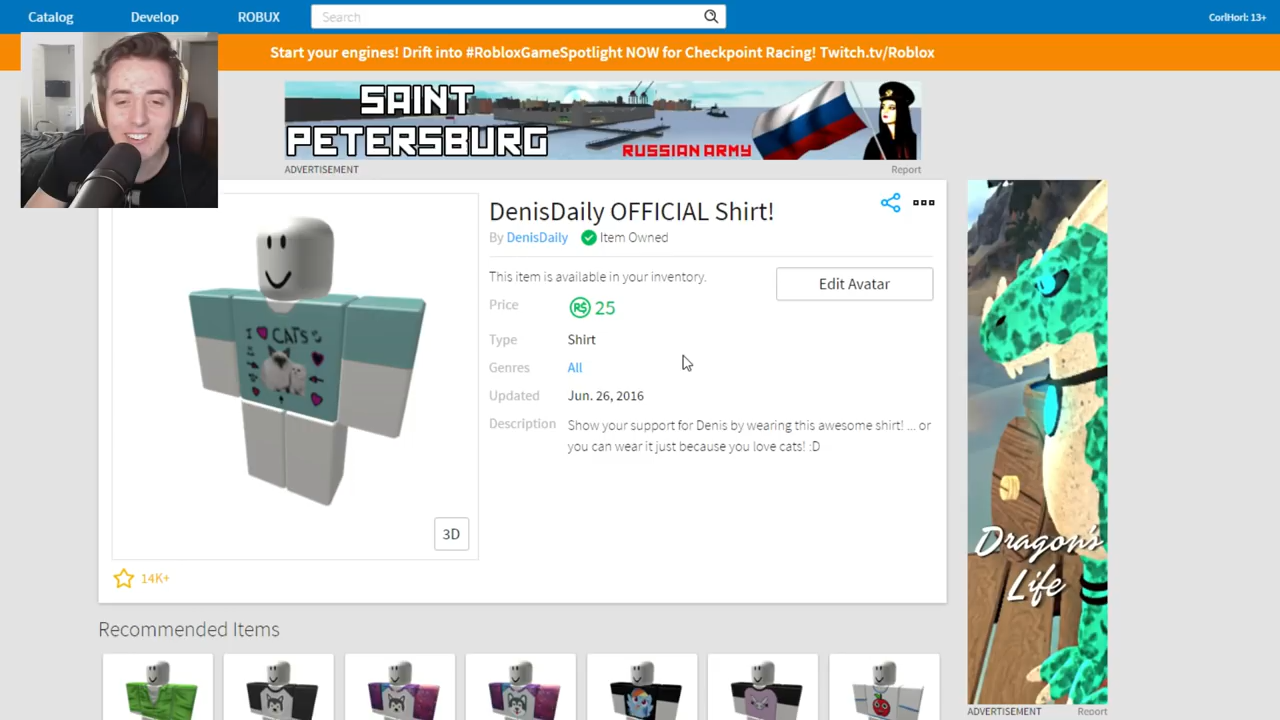 Catalog Develop ROBUX Search CorlHorl: 13+
Start your engines! Drift into #RobloxGameSpotlight NOW for Checkpoint Racing! Twitch.tv/Roblox
SAINT
PETERSBURG
RUSSIAN ARMY
ADVERTISEMENT Report
DenisDaily OFFICIAL Shirt!
By DenisDaily Item Owned
This item is available in your inventory.
Edit Avatar
Price R$ 25
Type Shirt
Genres All
Updated Jun. 26, 2016
Description Show your support for Denis by wearing this awesome shirt! ... or
you can wear it just because you love cats! :D
I CATS
3D
14K+
Recommended Items
Dragon's
Life
ADVERTISEMENT Report